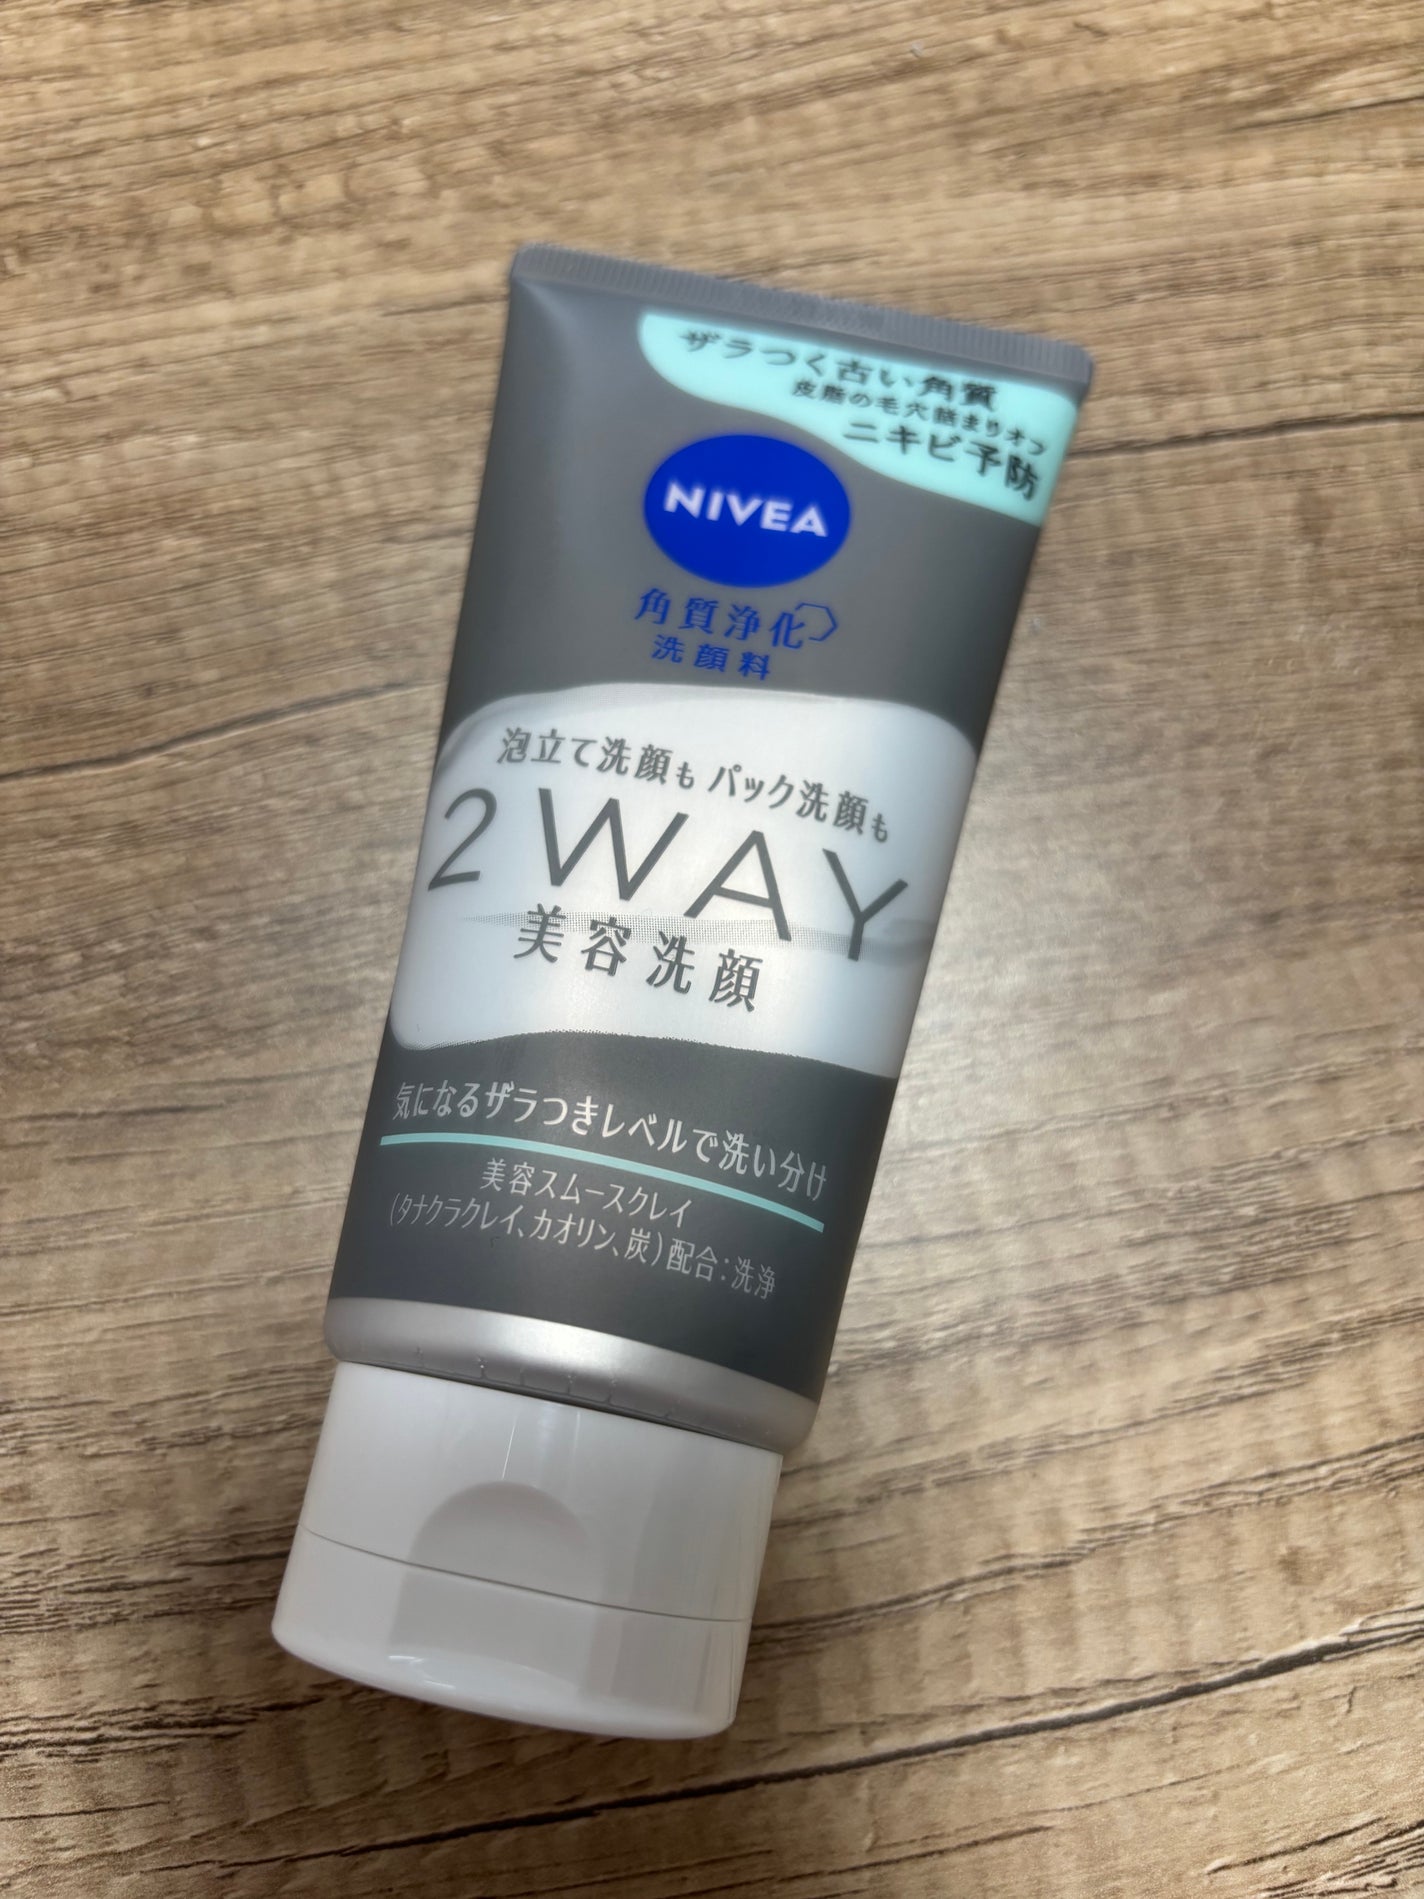 ザラつく古い角質
皮脂の毛穴詰まりオフ
ニキビ予防
NIVEA
角質浄化
洗顔料
泡立て洗顔も パック洗顔も
2WAY
美容洗顔
気になるザラつきレベルで洗い分け
美容スムースクレイ
(タナクラクレイ、カオリン、炭)配合:洗浄